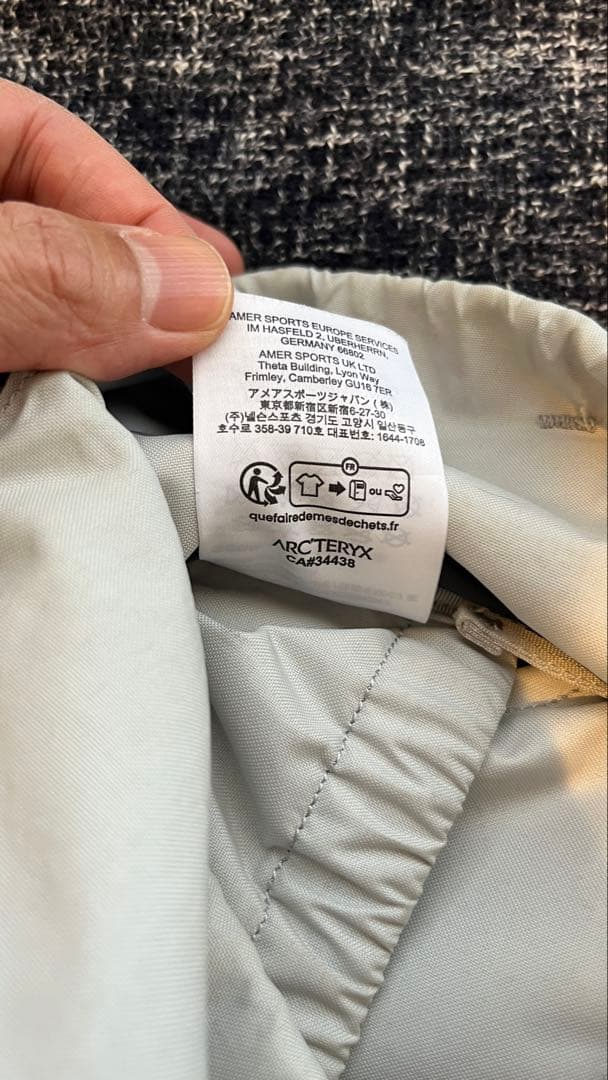 AMER SPORTS EUROPE SERVICES
IM HASFELD 2, UBERHERRN,
GERMANY 66802
AMER SPORTS UK LTD
Theta Building, Lyon Way
Frimley, Camberley GU16 7ER
アメアスポーツジャパン (株)
東京都新宿区新宿6-27-30
(주)넬슨스포츠 경기도 고양시 일산동구
호수로 358-39 710호 대표번호: 1644-1708
FR
ou
quefairedemesdechets.fr
ARC'TERYX
CA#34438